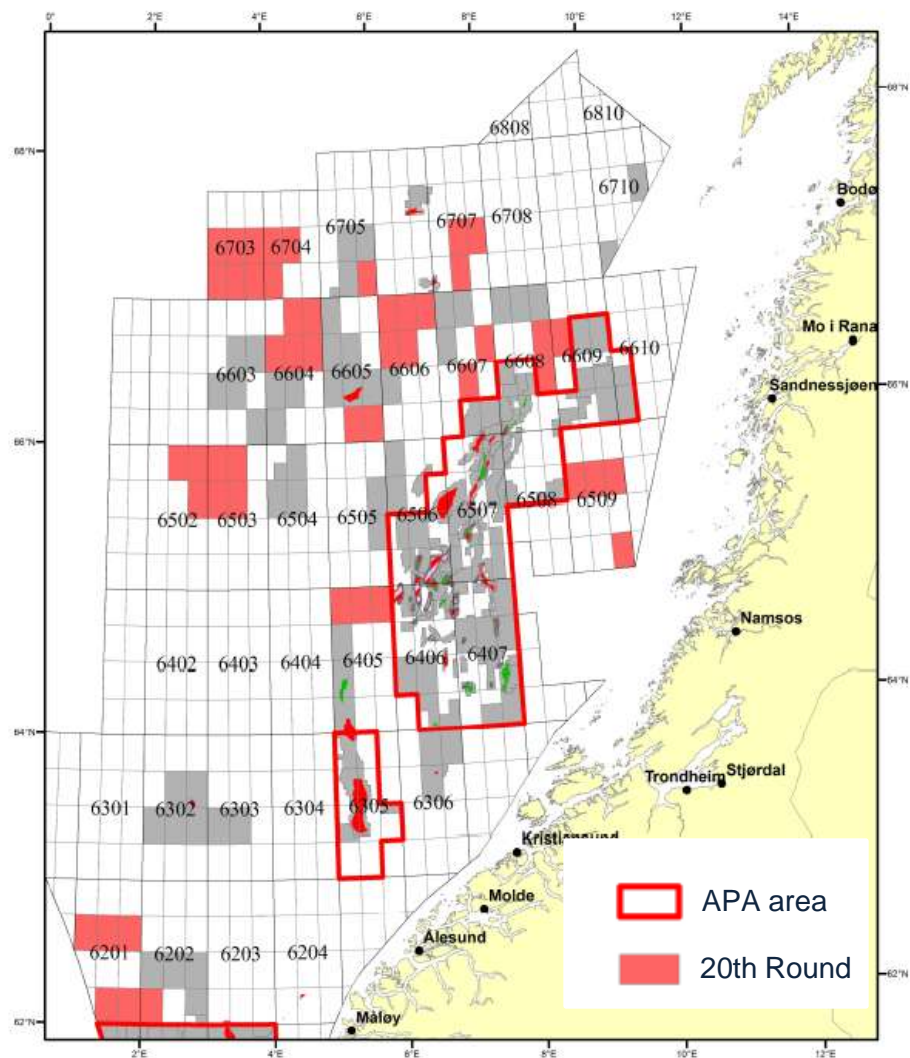 0° 2°E 4°E 6°E 8°E 10°E 12°E
68°N
6808 6810
68°N
6710
Bodø
6705 6707 6708
6703 6704
Mo i Rana
6603 6604 6605 6606 6607 6608 6609 6610
66°N
Sandnessjøen
66°N
6502 6503 6504 6505 6506 6507 6508 6509
Namsos
6402 6403 6404 6405 6406 6407
64°N
64°N
Trondheim Stjørdal
6301 6302 6303 6304 6305 6306
Kristiansund
APA area
Molde
Ålesund
20th Round
6201 6202 6203 6204
62°N
62°N
Måløy
2°E 4°E 6°E 8°E 10°E 12°E